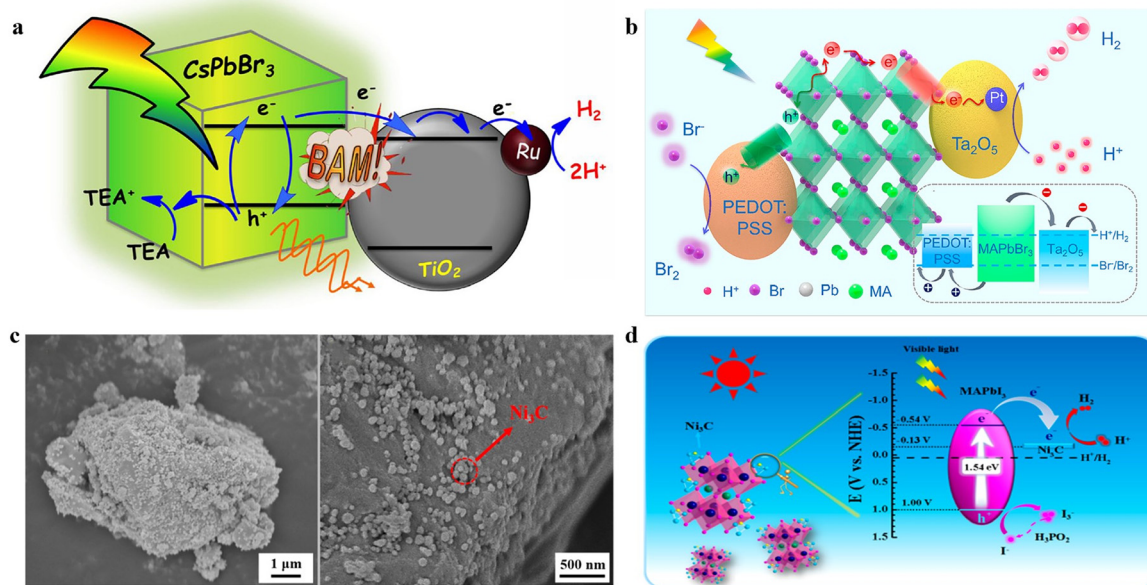 a
CsPbBr₃
e⁻
e⁻
e⁻
H₂
BAM!
Ru
2H⁺
TEA⁺
h⁺
TEA
TiO₂
b
e⁻
e⁻
H₂
h⁺
e⁻
Pt
Br⁻
Ta₂O₅
h⁺
H⁺
PEDOT:
PSS
Br₂
PEDOT:
PSS
MAPbBr₃
Ta₂O₅
H⁺/H₂
Br⁻/Br₂
H⁺
Br
Pb
MA
c
Ni₃C
1 μm
500 nm
d
Visible light
MAPbI₃
-1.5
-1.0
-0.5
0.0
0.5
1.0
1.5
E (V vs. NHE)
-0.54 V
-0.13 V
1.00 V
e⁻
e⁻
e⁻
H₂
H⁺
Ni₃C
H⁺/H₂
1.54 eV
Ni₃C
h⁺
I₃⁻
H₃PO₂
I⁻